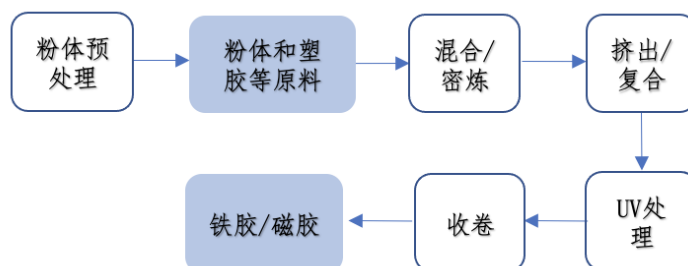 粉体预
处理
粉体和塑
胶等原料
混合/
密炼
挤出/
复合
UV处
理
收卷
铁胶/磁胶